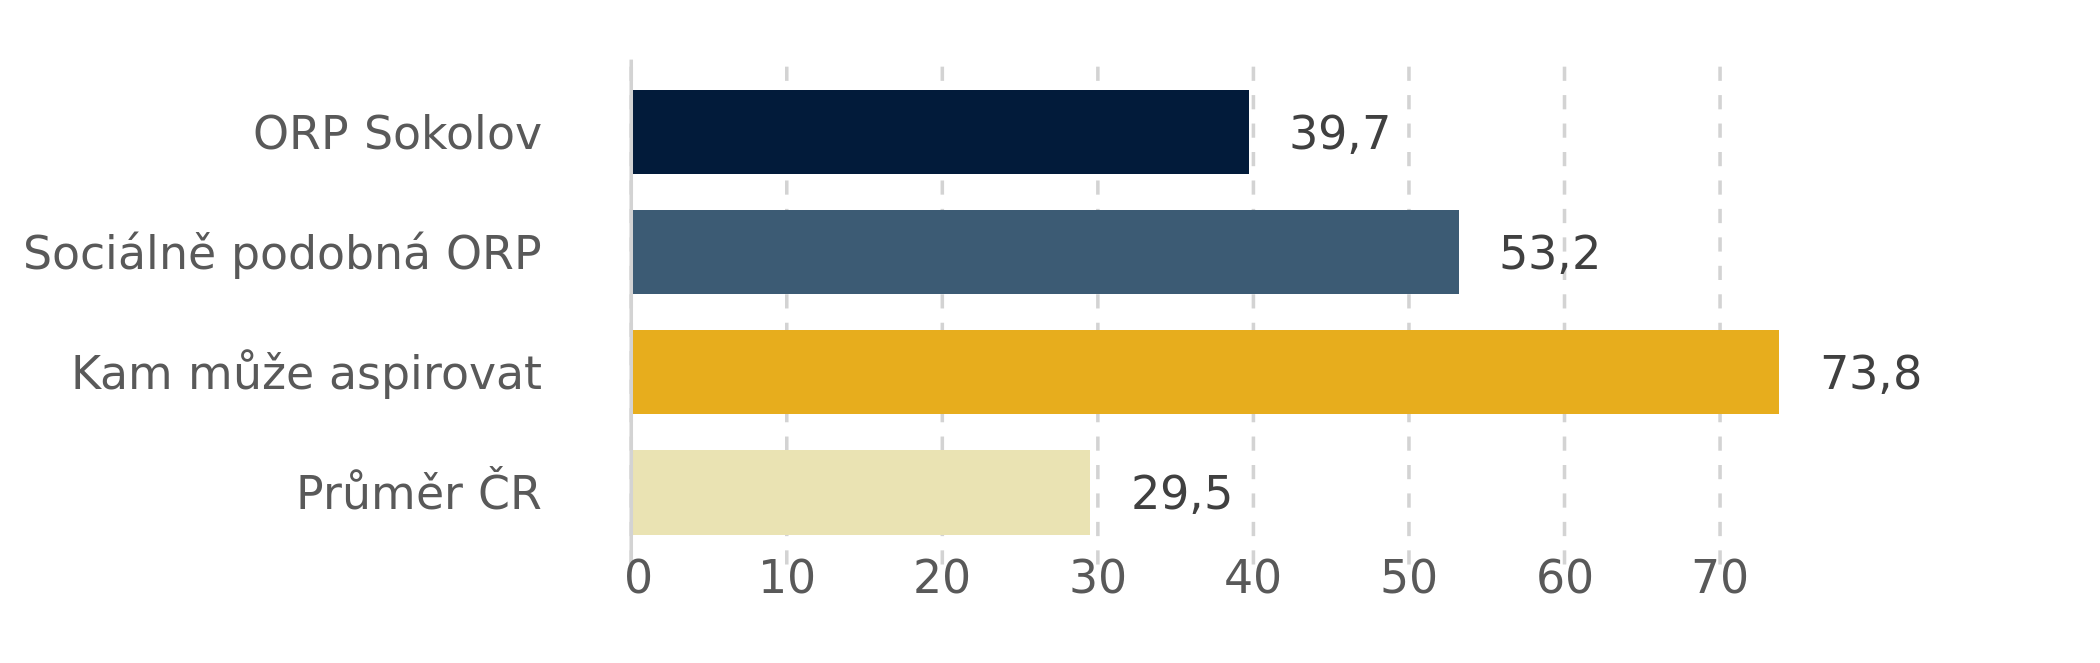 ORP Sokolov 39,7
Sociálně podobná ORP 53,2
Kam může aspirovat 73,8
Průměr ČR 29,5
0 10 20 30 40 50 60 70